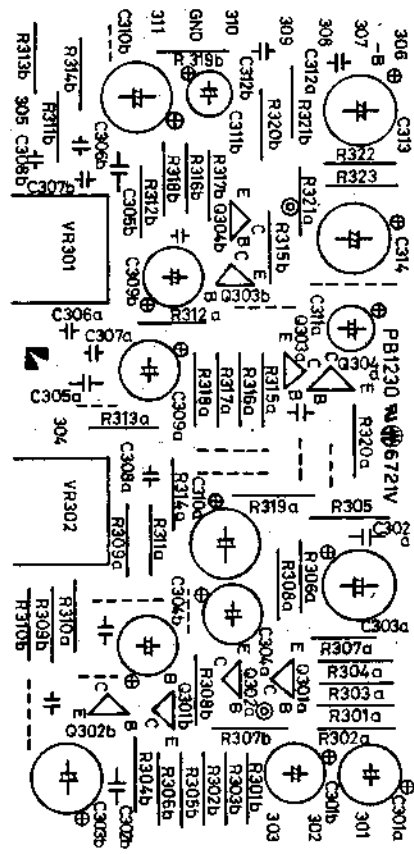 306
307
-B
308
309
310
GND
311
C310b
R314b
R313b
305
R311b
C308b
C306b
C307b
R319a
C312b
C311b
R320b
R321b
C312a
C313
R322
R323
R321a
C305b
R312b
R318b
R316b
R317b
E
Q304b
B
C
C
E
B
Q303b
R315b
C314
VR301
C309b
R312a
C306a
C307a
C305a
304
R313a
C309a
R318a
R317a
R316a
R315a
Q303a
E
C
B
C311a
C
Q304a
E
B
PB1230
6721V
R320a
VR302
C308a
R309a
R311a
R314a
C310a
R319a
R305
C302a
R308a
R306a
C303a
R310b
R309b
R310a
C304b
C304a
R307a
R304a
R303a
R301a
R302a
E
C
B
Q302b
B
C
E
Q301b
R308b
E
C
B
Q302a
E
C
B
Q301a
R307b
C303b
C302b
R304b
R306b
R305b
R302b
R303b
R301b
303
302
C301b
301
C301a